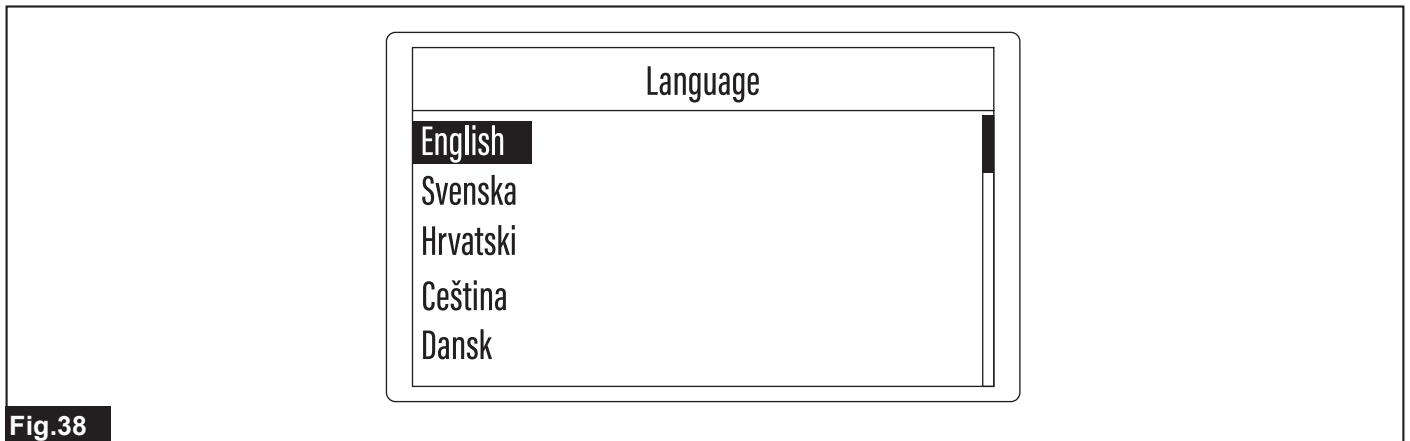 Language
English
Svenska
Hrvatski
Ceština
Dansk
Fig.38